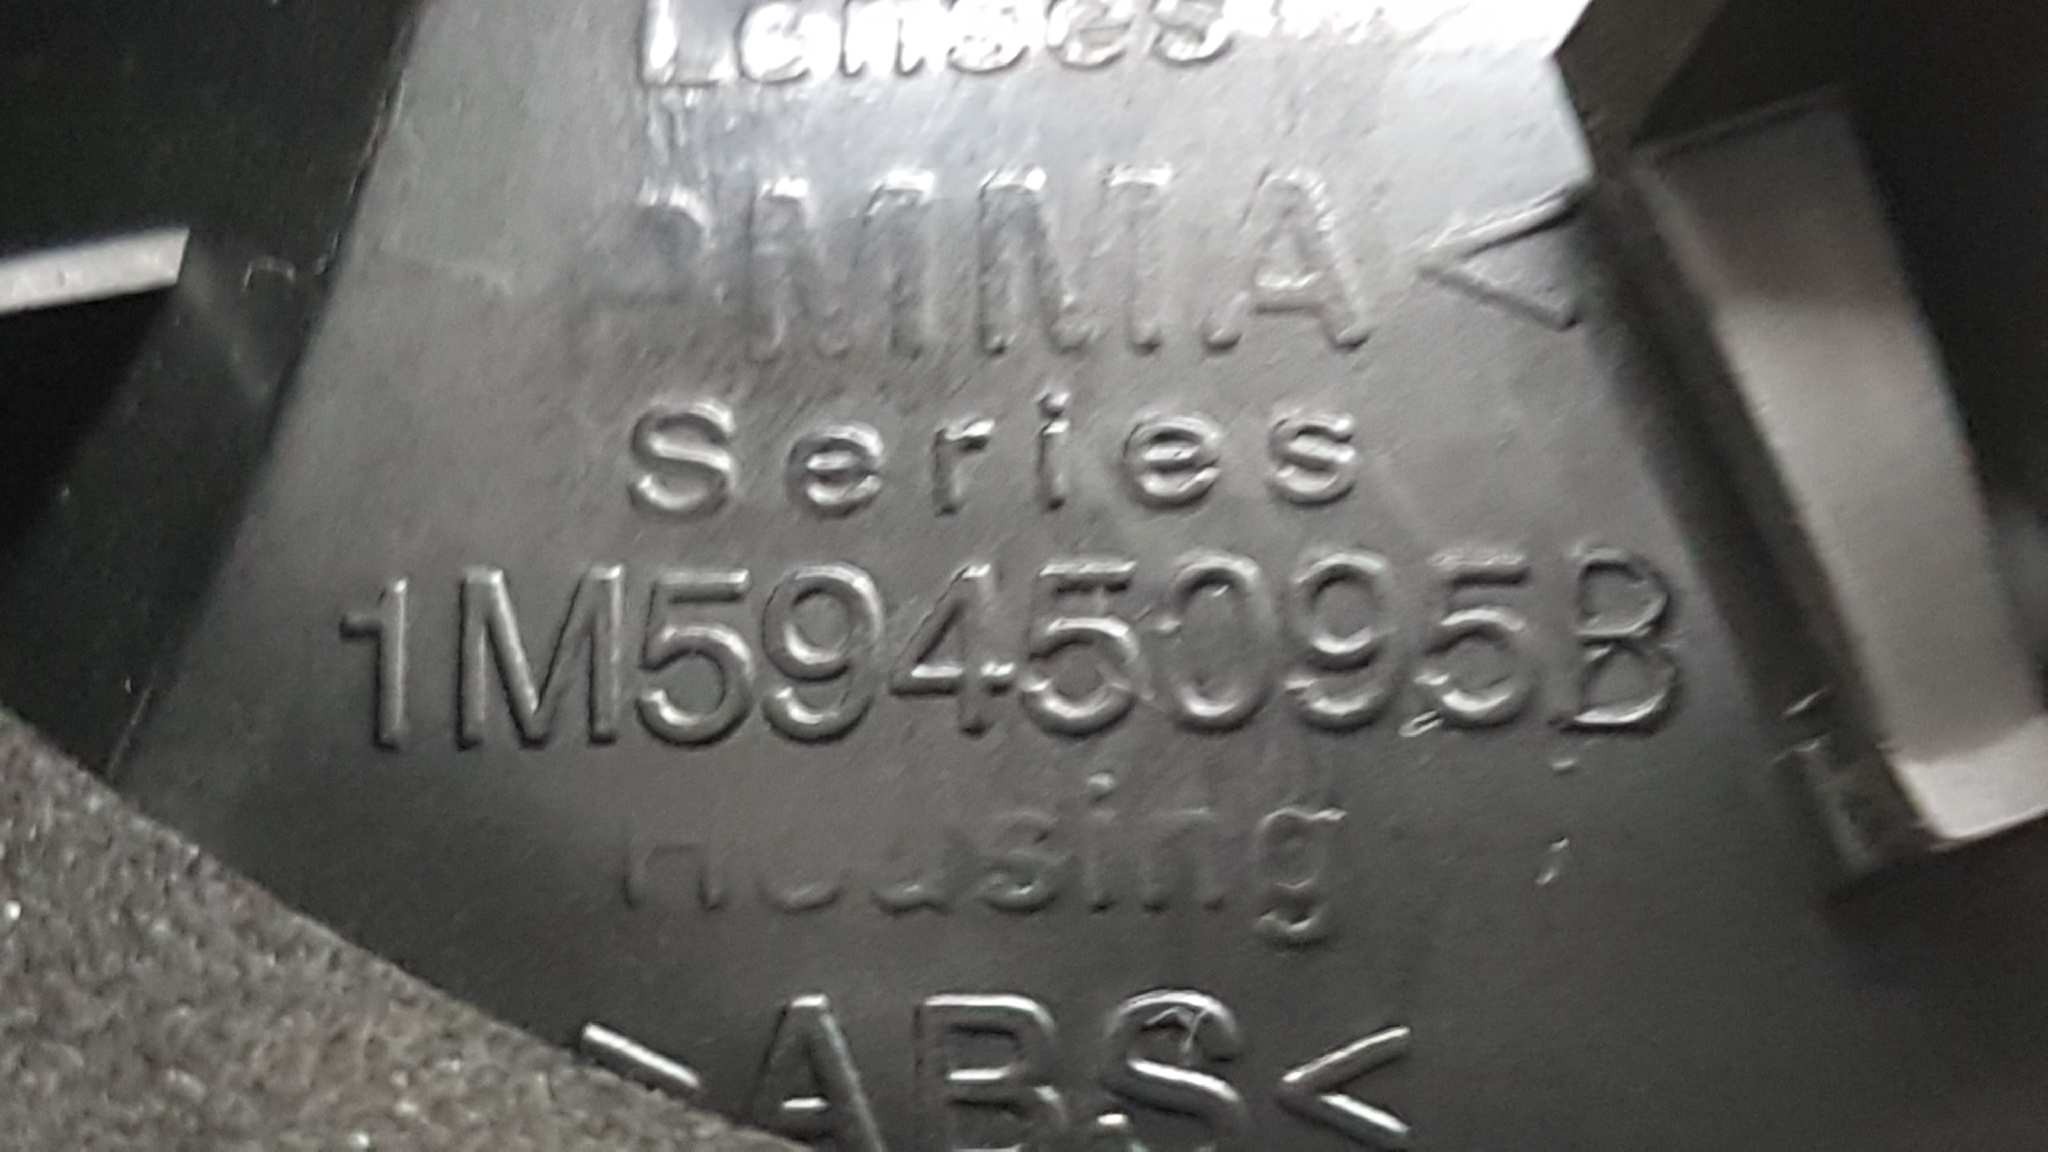 Lenses
PMMA<
Series
1M5945095B
Housing
>ABS<